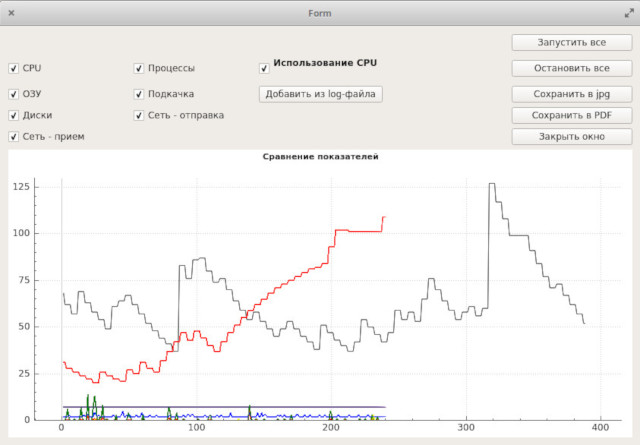 Form
Запустить все
CPU Процессы Использование CPU Остановить все
ОЗУ Подкачка Добавить из log-файла Сохранить в jpg
Диски Сеть - отправка Сохранить в PDF
Сеть - прием Закрыть окно
Сравнение показателей
125
100
75
50
25
0
0 100 200 300 400